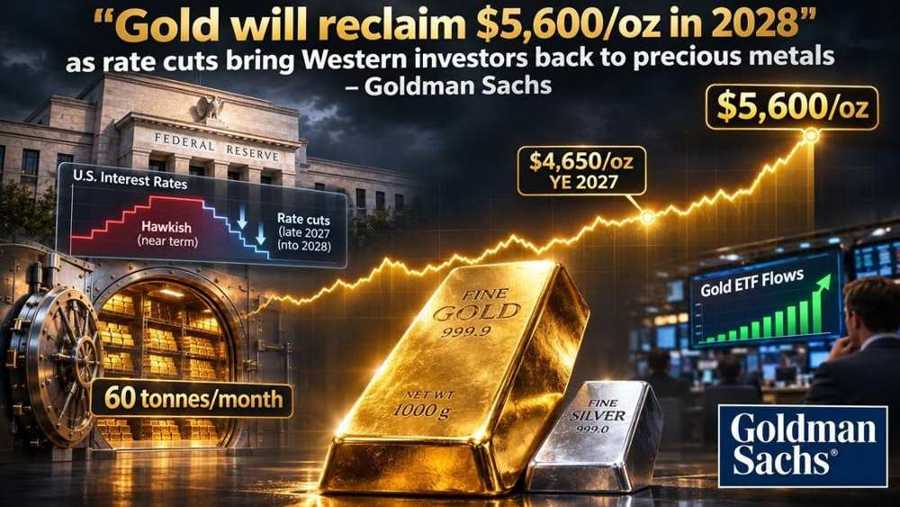 “Gold will reclaim $5,600/oz in 2028”
as rate cuts bring Western investors back to precious metals
– Goldman Sachs
FEDERAL RESERVE
U.S. Interest Rates
Hawkish
(near term)
Rate cuts
(late 2027
(nto 2028)
$4,650/oz
YE 2027
$5,600/oz
Gold ETF Flows
60 tonnes/month
FINE
GOLD
999.9
NET WT
1000 g
FINE
SILVER
999.0
Goldman
Sachs®